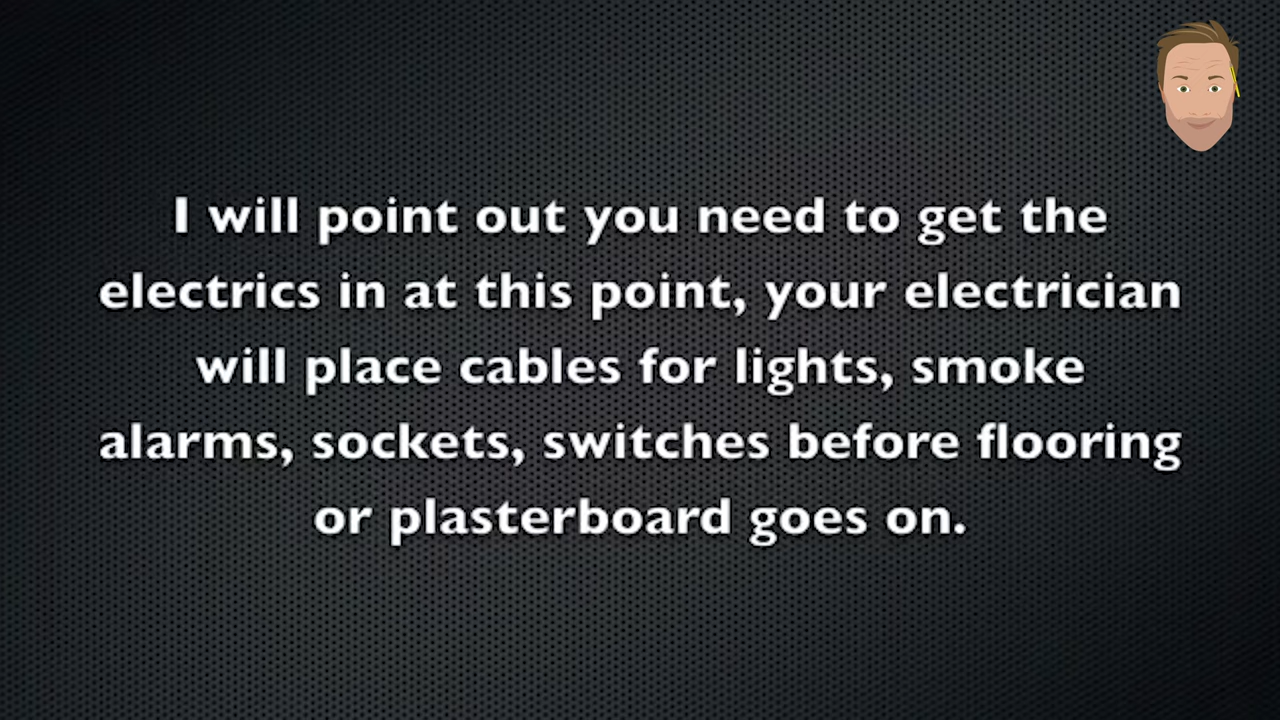 I will point out you need to get the
electrics in at this point, your electrician
will place cables for lights, smoke
alarms, sockets, switches before flooring
or plasterboard goes on.